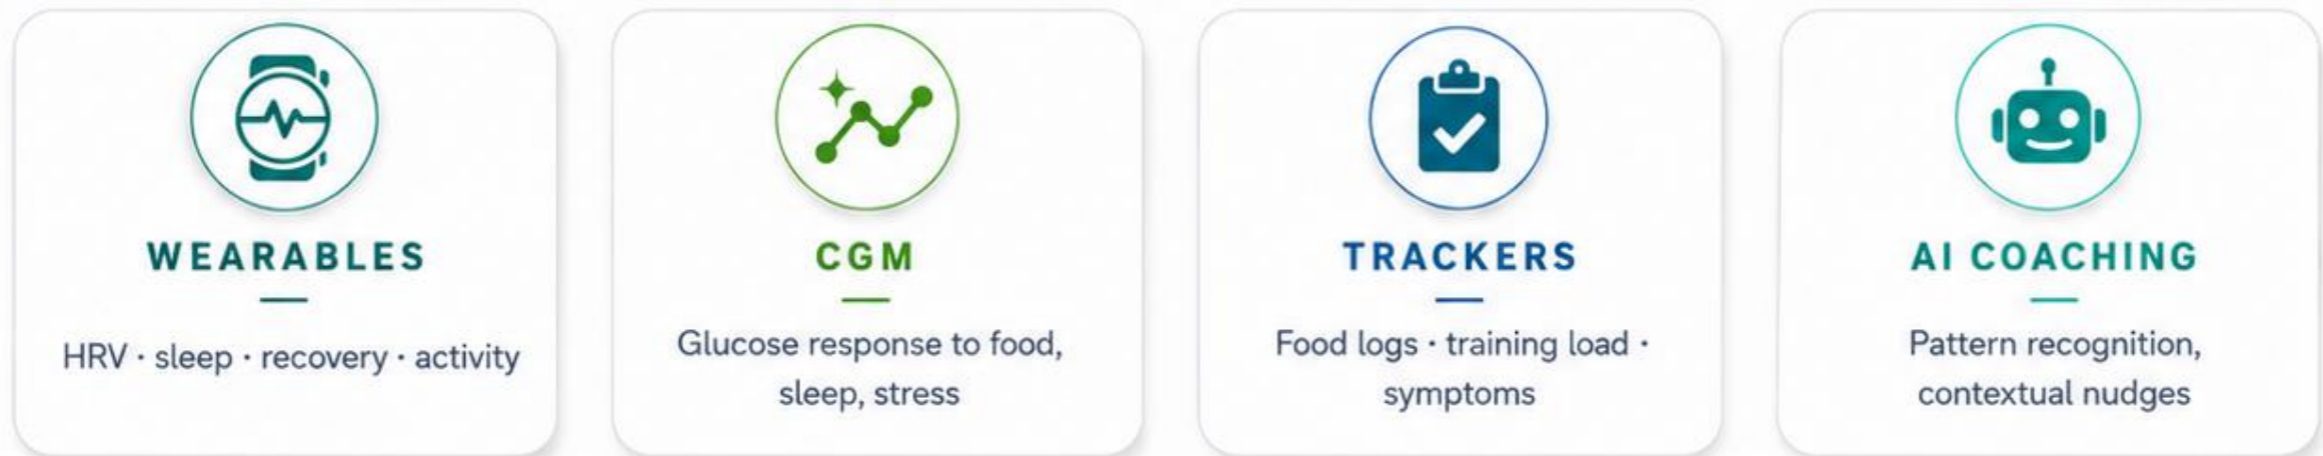 WEARABLES
HRV · sleep · recovery · activity
CGM
Glucose response to food,
sleep, stress
TRACKERS
Food logs · training load ·
symptoms
AI COACHING
Pattern recognition,
contextual nudges